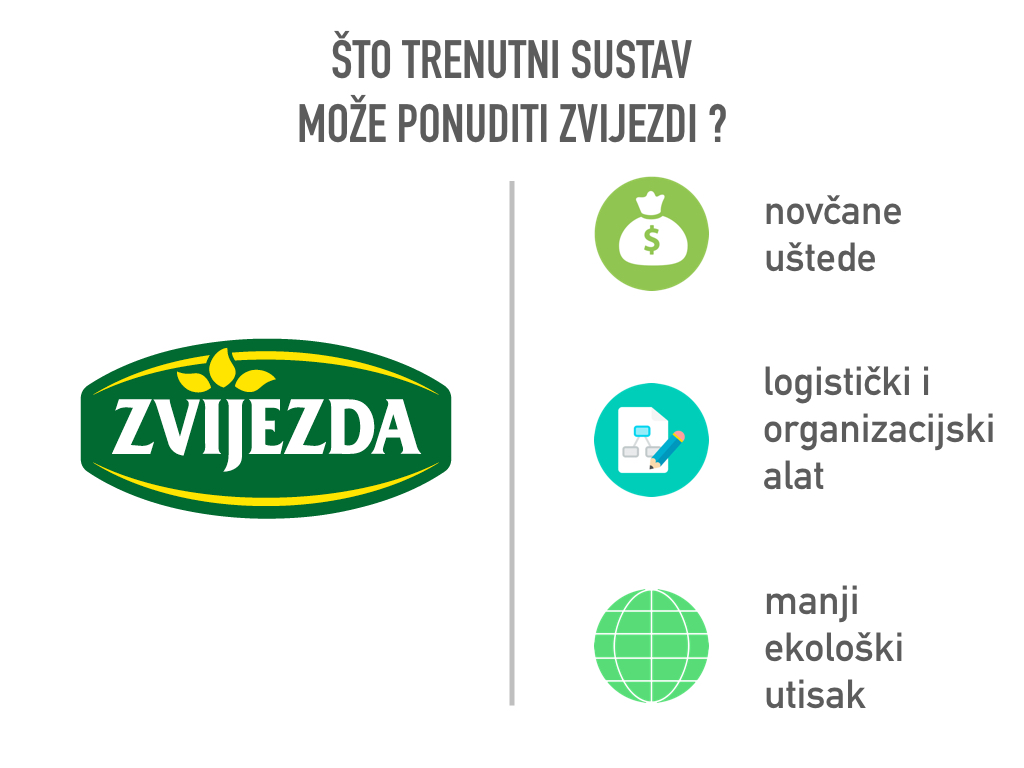 ŠTO TRENUTNI SUSTAV
MOŽE PONUDITI ZVIJEZDI ?
ZVIJEZDA
$
novčane
uštede
logistički i
organizacijski
alat
manji
ekološki
utisak